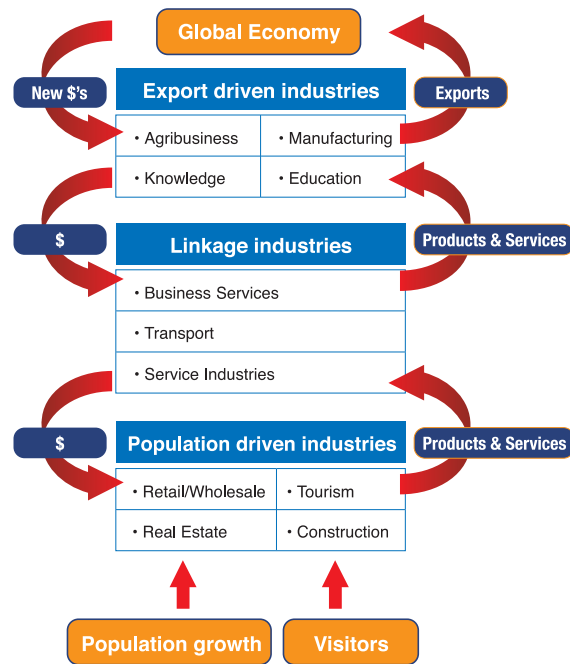 Global Economy
New $'s
Export driven industries
Exports
• Agribusiness
• Manufacturing
• Knowledge
• Education
$
Linkage industries
Products & Services
• Business Services
• Transport
• Service Industries
$
Population driven industries
Products & Services
• Retail/Wholesale
• Tourism
• Real Estate
• Construction
Population growth
Visitors